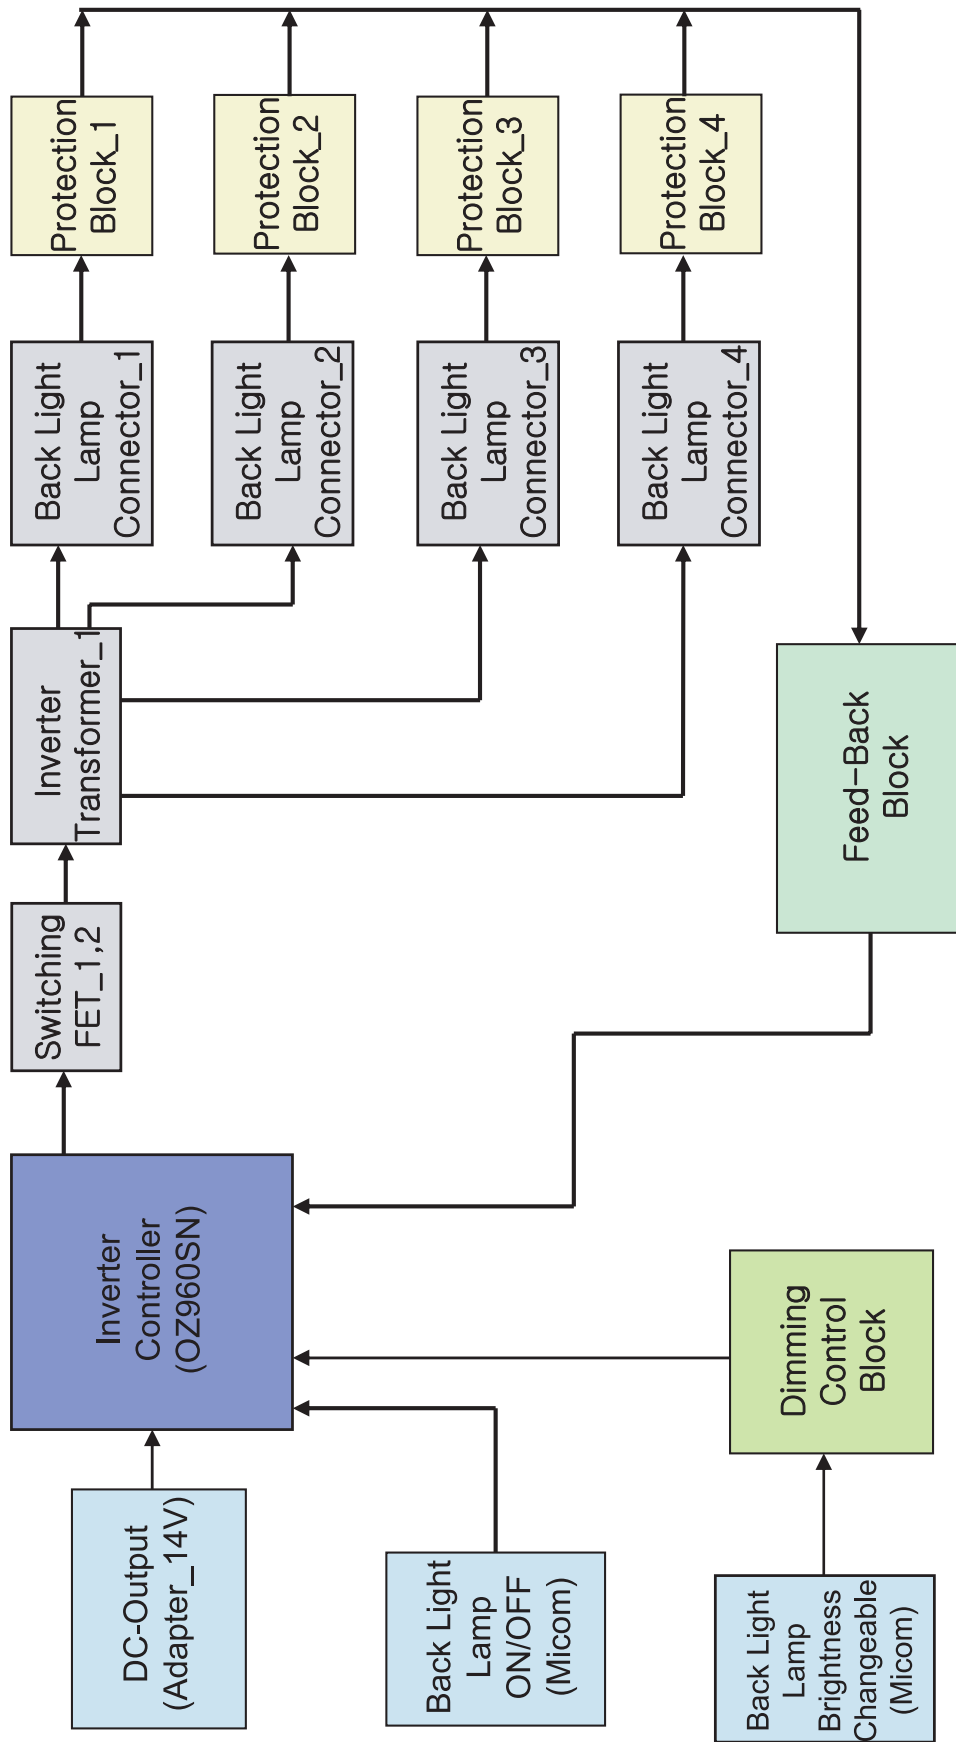 DC-Output
(Adapter_14V)
Back Light
Lamp
ON/OFF
(Micom)
Back Light
Lamp
Brightness
Changeable
(Micom)
Inverter
Controller
(OZ960SN)
Dimming
Control
Block
Switching
FET_1,2
Inverter
Transformer_1
Feed-Back
Block
Back Light
Lamp
Connector_1
Back Light
Lamp
Connector_2
Back Light
Lamp
Connector_3
Back Light
Lamp
Connector_4
Protection
Block_1
Protection
Block_2
Protection
Block_3
Protection
Block_4